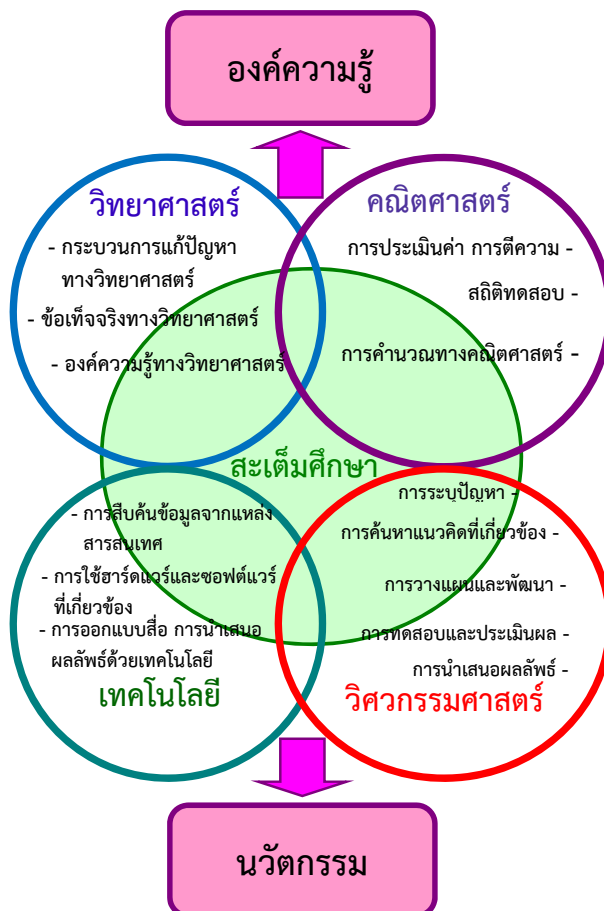 องค์ความรู้
วิทยาศาสตร์
- กระบวนการแก้ปัญหา
ทางวิทยาศาสตร์
- ข้อเท็จจริงทางวิทยาศาสตร์
- องค์ความรู้ทางวิทยาศาสตร์
คณิตศาสตร์
การประเมินค่า การตีความ -
สถิติทดสอบ -
การคำนวณทางคณิตศาสตร์ -
สะเต็มศึกษา
- การสืบค้นข้อมูลจากแหล่ง
สารสนเทศ
- การใช้ฮาร์ดแวร์และซอฟต์แวร์
ที่เกี่ยวข้อง
- การออกแบบสื่อ การนำเสนอ
ผลลัพธ์ด้วยเทคโนโลยี
เทคโนโลยี
การระบุปัญหา -
การค้นหาแนวคิดที่เกี่ยวข้อง -
การวางแผนและพัฒนา -
การทดสอบและประเมินผล -
การนำเสนอผลลัพธ์ -
วิศวกรรมศาสตร์
นวัตกรรม